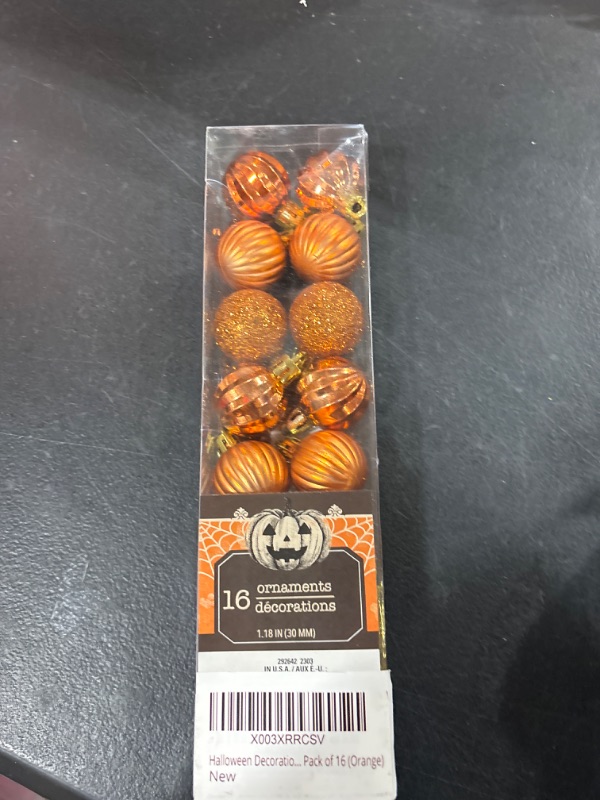 16 ornaments
décorations
1.18 IN (30 MM)
292642 2303
IN U.S.A. / AUX É.-U. :
X003XRRCSV
Halloween Decoratio... Pack of 16 (Orange)
New